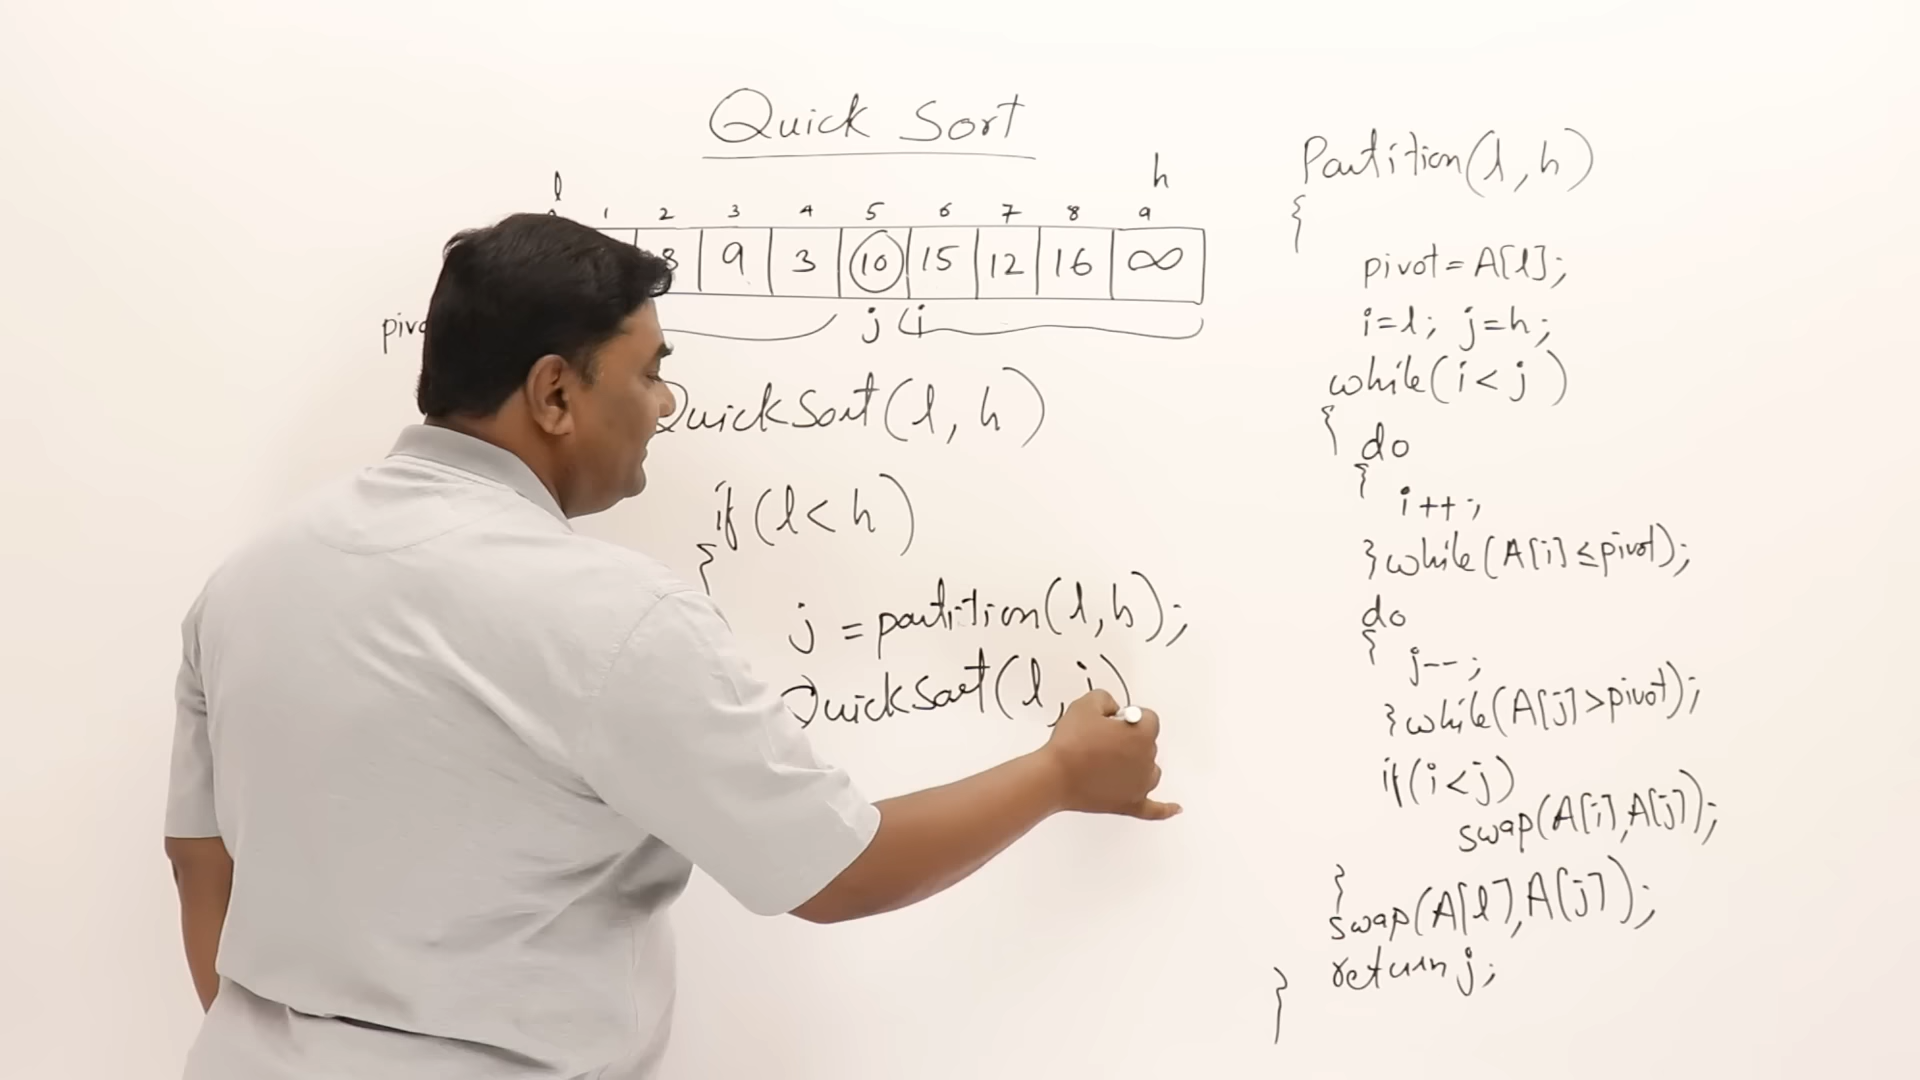 Quick Sort
l h
1 2 3 4 5 6 7 8 9
8 9 3 10 15 12 16 ∞
j i
QuickSort(l, h)
if (l < h)
{
j = partition(l, h);
QuickSort(l, j)
Partition(l, h)
{
pivot = A[l];
i=l; j=h;
while(i < j)
{ do
{
i++;
}while(A[i] ≤ pivot);
do
{
j--;
}while(A[j] > pivot);
if(i < j)
swap(A[i], A[j]);
}
swap(A[l], A[j]);
return j;
}